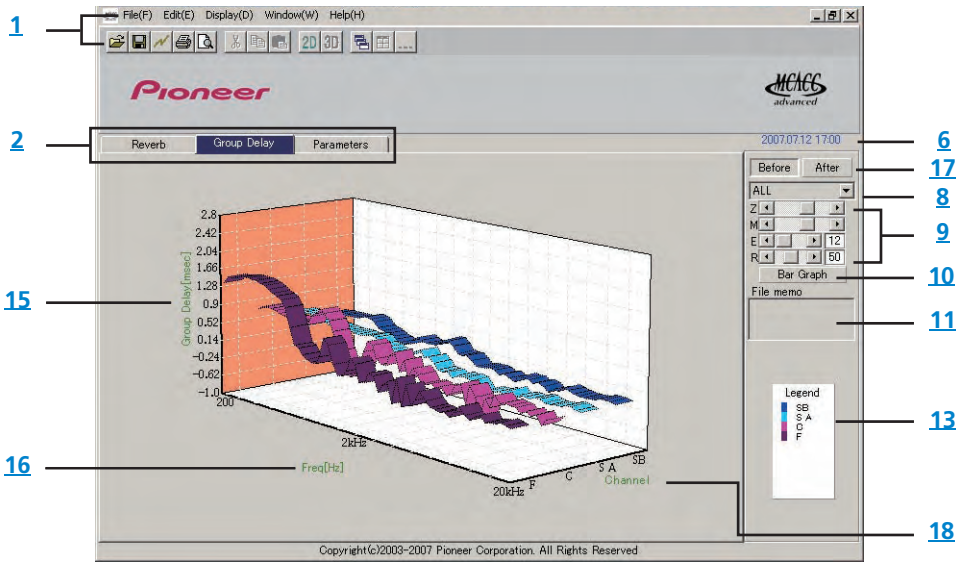 File(F) Edit(E) Display(D) Window(W) Help(H)
1
2D 3D
Pioneer
MCACC
advanced
2
Reverb Group Delay Parameters
2007.07.12 17:00
6
Before After
17
ALL
8
Z
M
E 12
R 50
9
Bar Graph
10
File memo
11
15
Group Delay[msec]
2.8
2.42
2.04
1.66
1.28
0.9
0.52
0.14
-0.24
-0.62
-1.0
200
2kHz
20kHz
16
Freq[Hz]
F
C
S A
SB
Channel
Legend
SB
S A
C
F
13
18
Copyright(c)2003-2007 Pioneer Corporation. All Rights Reserved